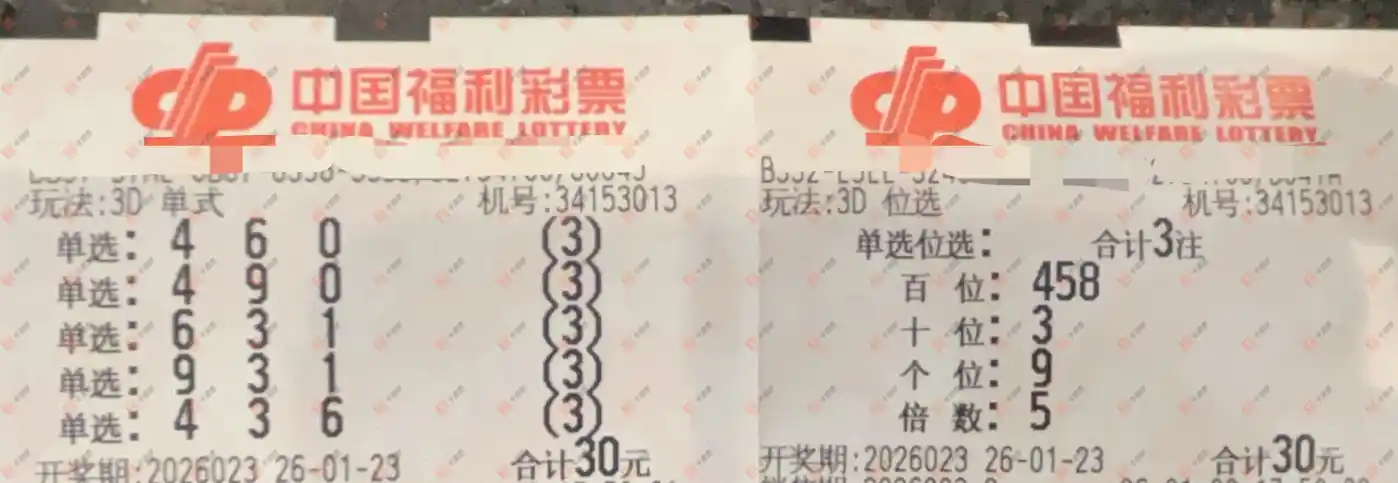 中国福利彩票
CHINA WELFARE LOTTERY
玩法:3D 单式 机号:34153013
单选: 4 6 0 (3)
单选: 4 9 0 (3)
单选: 6 3 1 (3)
单选: 9 3 1 (3)
单选: 4 3 6 (3)
开奖期:2026023 26-01-23 合计30元
中国福利彩票
CHINA WELFARE LOTTERY
玩法:3D 位选 机号:34153013
单选位选: 合计3注
百 位: 458
十 位: 3
个 位: 9
倍 数: 5
开奖期:2026023 26-01-23 合计30元